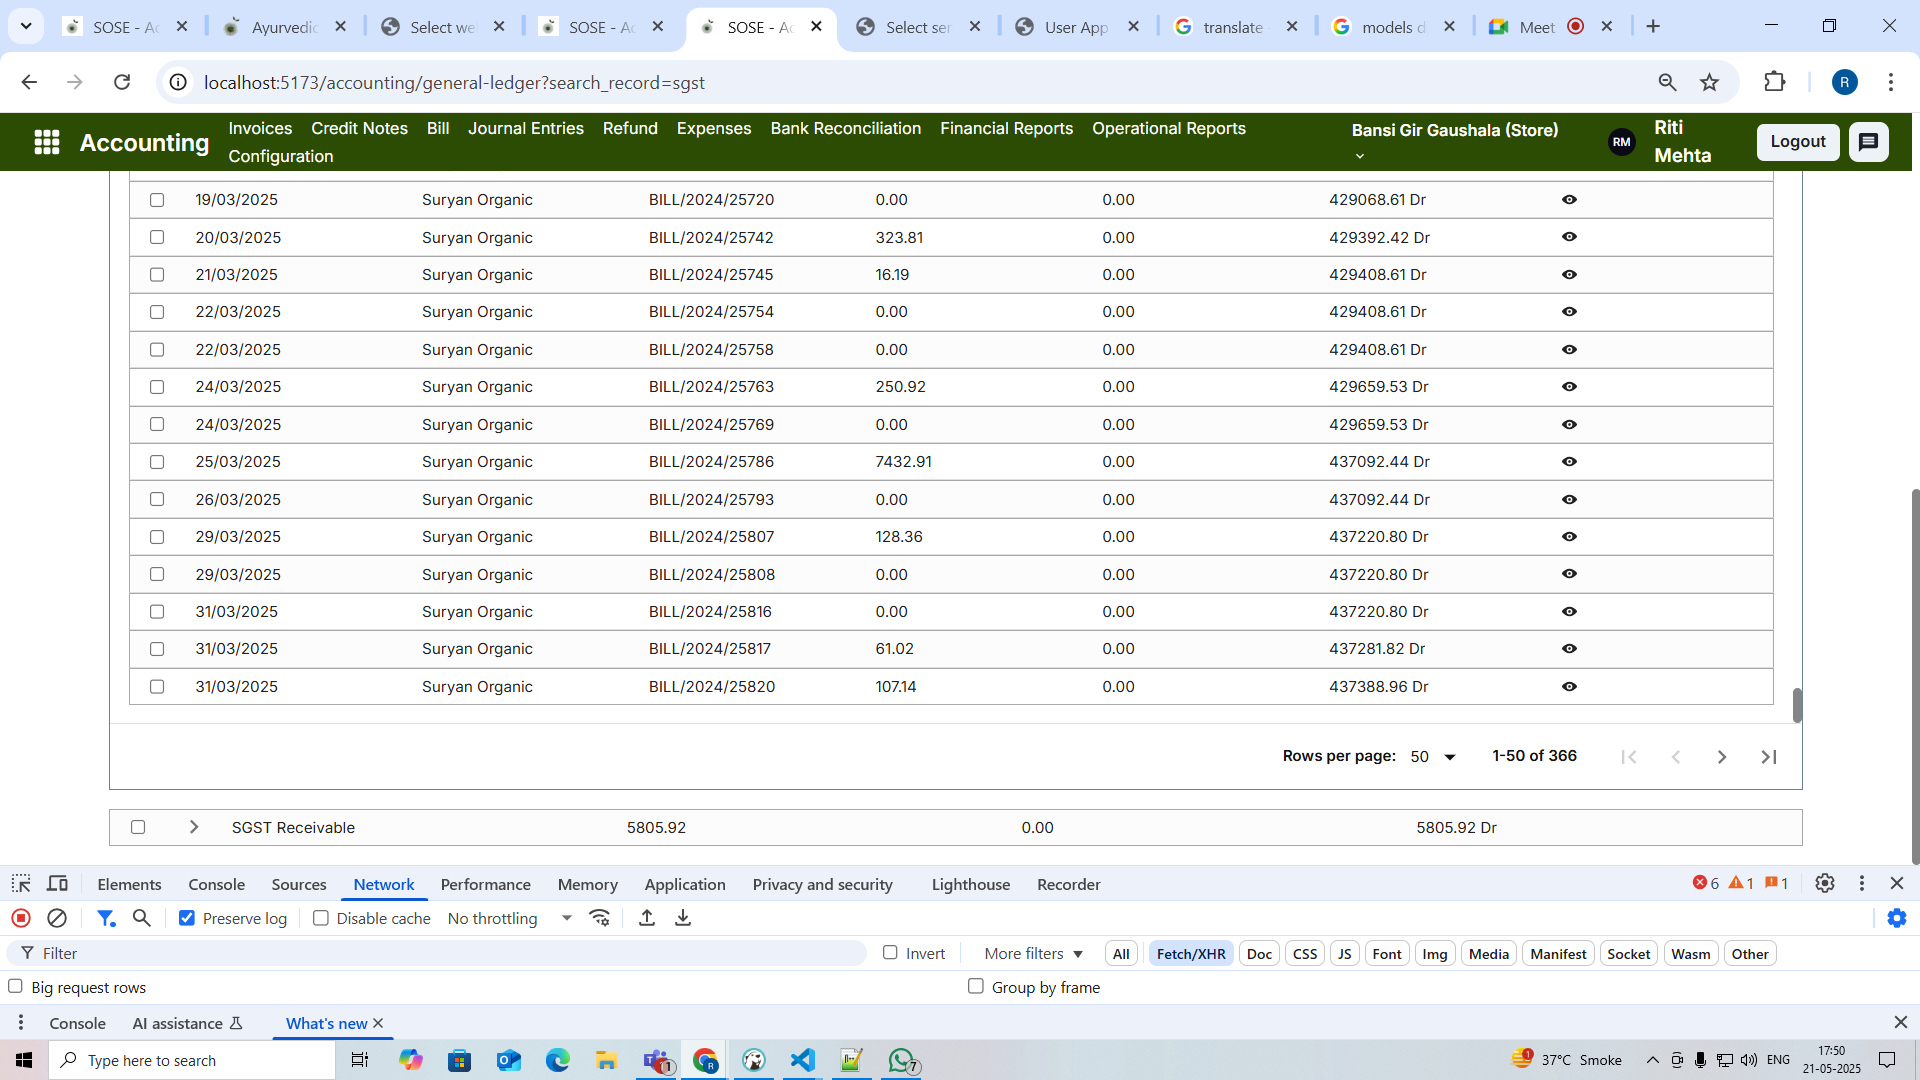 SOSE - Ac
Ayurvedic
Select we
SOSE - Ac
SOSE - Ac
Select ser
User App
translate
models d
Meet
localhost:5173/accounting/general-ledger?search_record=sgst
R
Accounting
Invoices Credit Notes Bill Journal Entries Refund Expenses Bank Reconciliation Financial Reports Operational Reports
Configuration
Bansi Gir Gaushala (Store)
RM
Riti
Mehta
Logout
19/03/2025 Suryan Organic BILL/2024/25720 0.00 0.00 429068.61 Dr
20/03/2025 Suryan Organic BILL/2024/25742 323.81 0.00 429392.42 Dr
21/03/2025 Suryan Organic BILL/2024/25745 16.19 0.00 429408.61 Dr
22/03/2025 Suryan Organic BILL/2024/25754 0.00 0.00 429408.61 Dr
22/03/2025 Suryan Organic BILL/2024/25758 0.00 0.00 429408.61 Dr
24/03/2025 Suryan Organic BILL/2024/25763 250.92 0.00 429659.53 Dr
24/03/2025 Suryan Organic BILL/2024/25769 0.00 0.00 429659.53 Dr
25/03/2025 Suryan Organic BILL/2024/25786 7432.91 0.00 437092.44 Dr
26/03/2025 Suryan Organic BILL/2024/25793 0.00 0.00 437092.44 Dr
29/03/2025 Suryan Organic BILL/2024/25807 128.36 0.00 437220.80 Dr
29/03/2025 Suryan Organic BILL/2024/25808 0.00 0.00 437220.80 Dr
31/03/2025 Suryan Organic BILL/2024/25816 0.00 0.00 437220.80 Dr
31/03/2025 Suryan Organic BILL/2024/25817 61.02 0.00 437281.82 Dr
31/03/2025 Suryan Organic BILL/2024/25820 107.14 0.00 437388.96 Dr
Rows per page: 50 1-50 of 366
SGST Receivable 5805.92 0.00 5805.92 Dr
Elements Console Sources Network Performance Memory Application Privacy and security Lighthouse Recorder 6 1 1
Preserve log Disable cache No throttling
Filter Invert More filters All Fetch/XHR Doc CSS JS Font Img Media Manifest Socket Wasm Other
Big request rows Group by frame
Console AI assistance What's new
Type here to search
1
R
7
1
37°C Smoke
ENG
17:50
21-05-2025